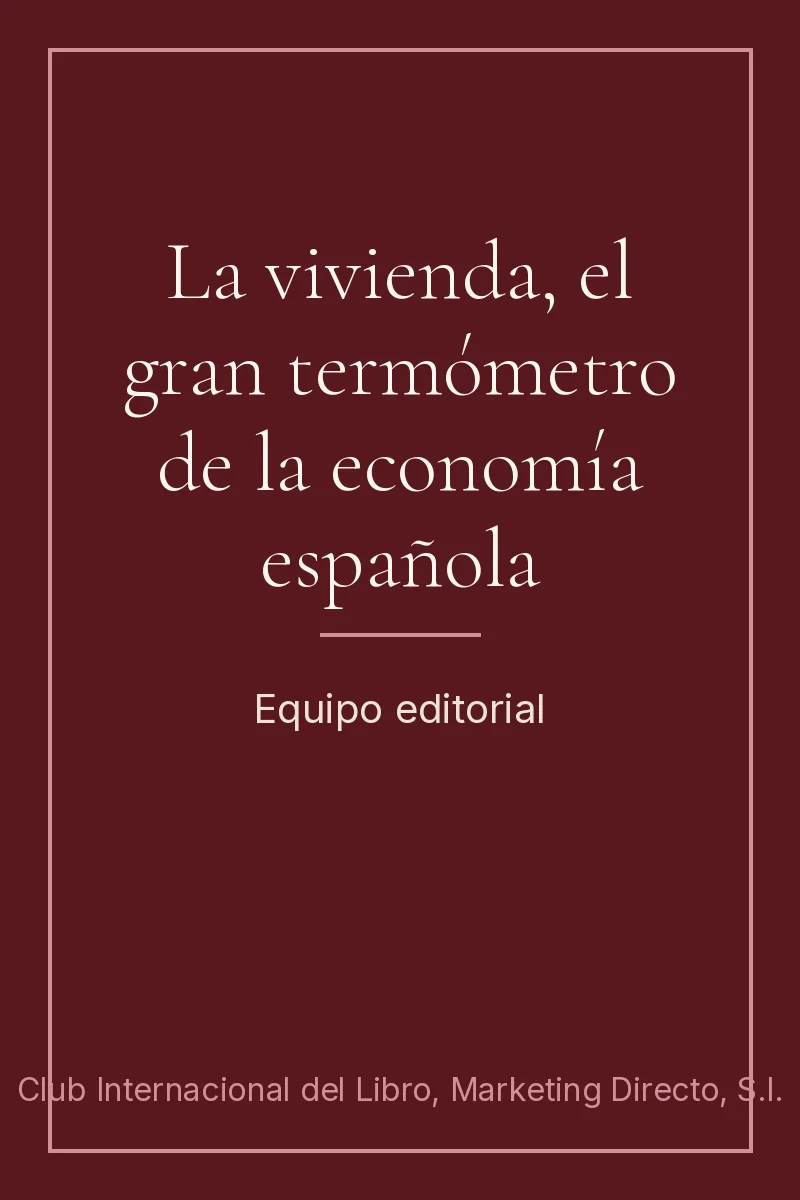 La vivienda, el
gran termómetro
de la economía
española
Equipo editorial
Club Internacional del Libro, Marketing Directo, S.l.